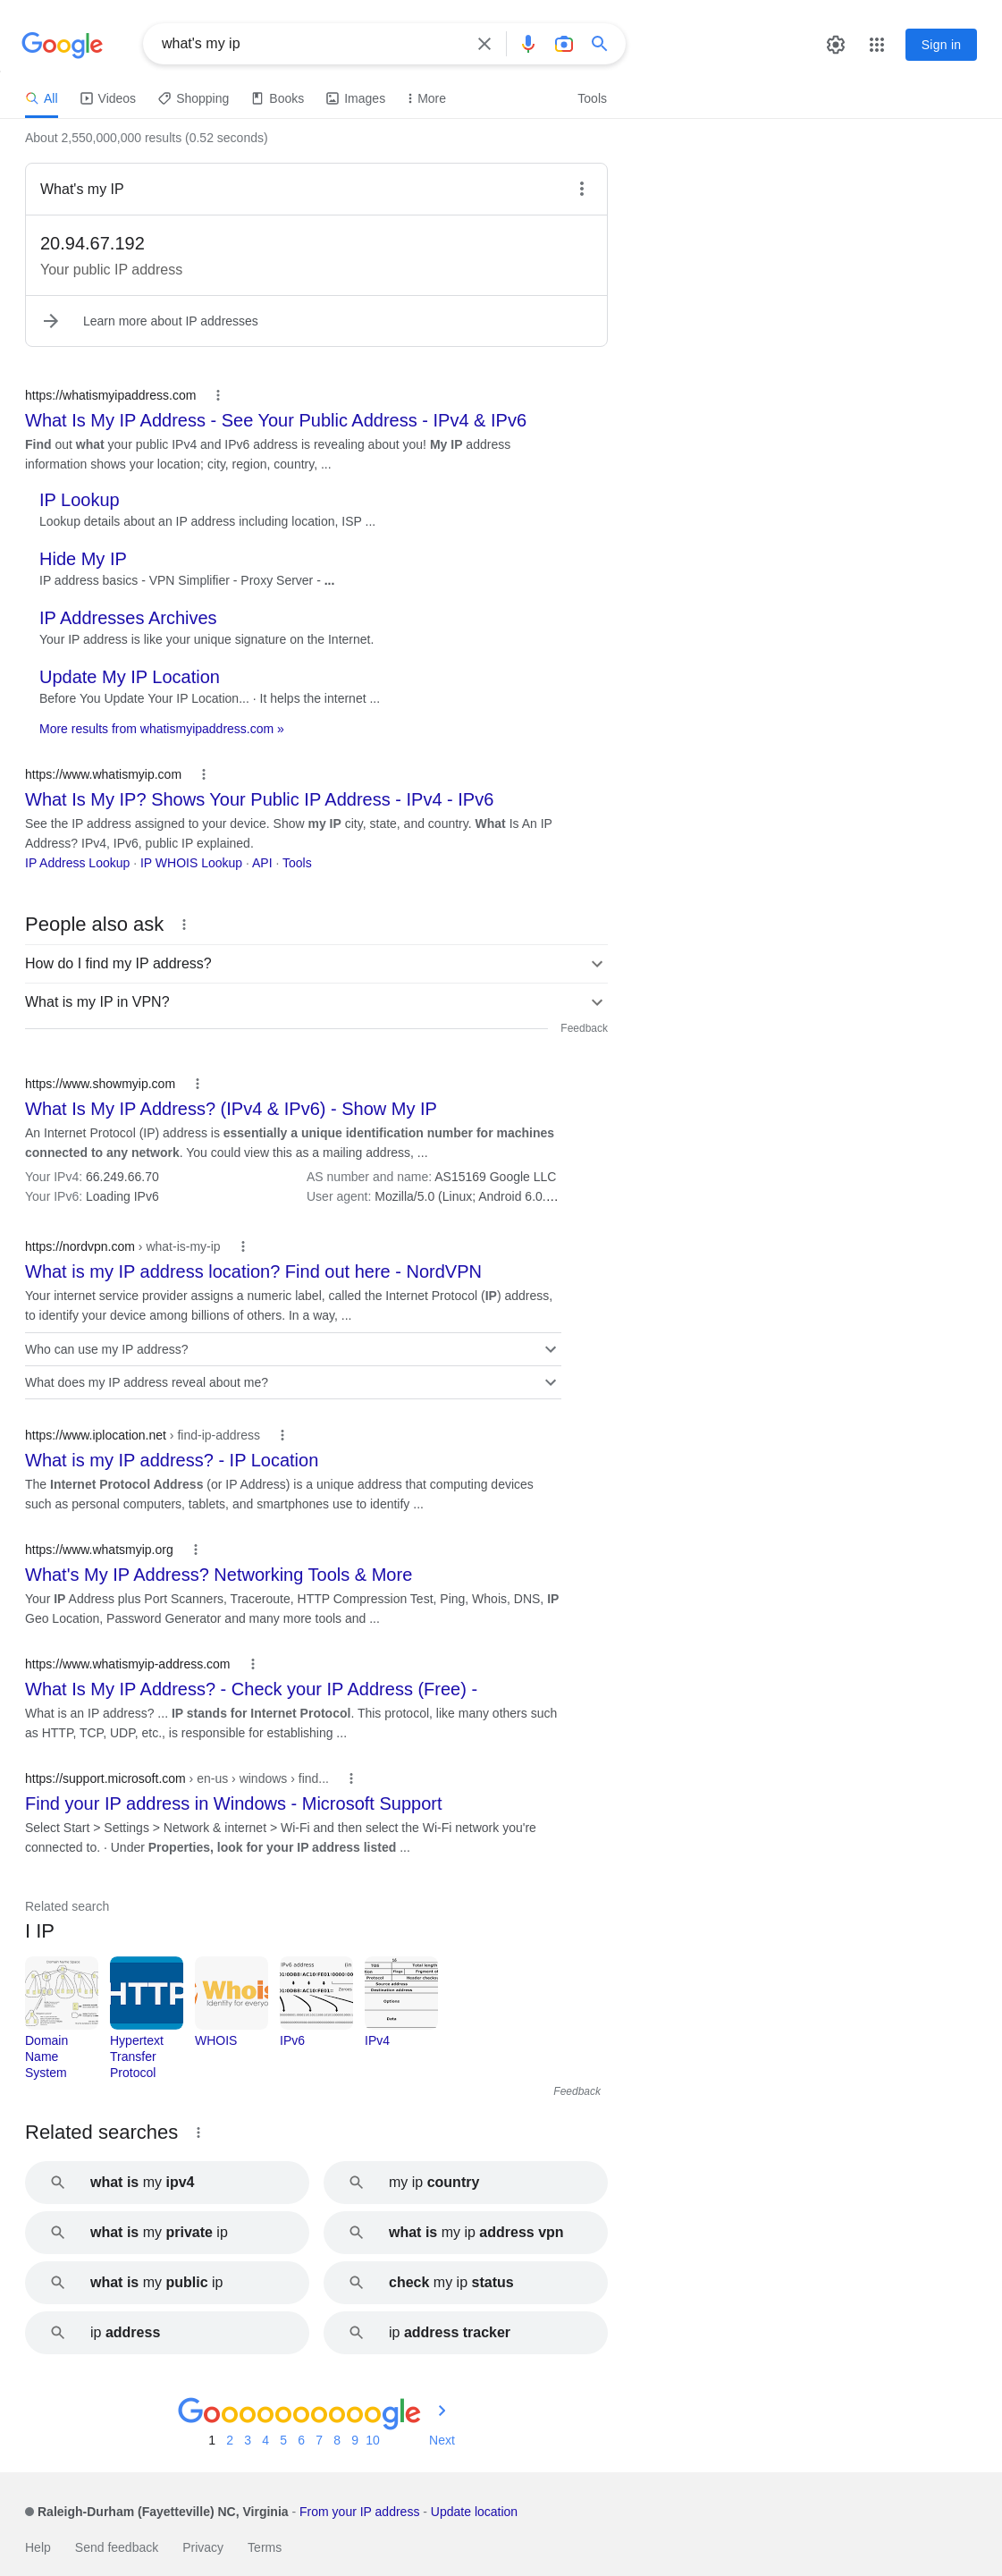 Google
what's my ip
Sign in
All
Videos
Shopping
Books
Images
More
Tools
About 2,550,000,000 results (0.52 seconds)
What's my IP
20.94.67.192
Your public IP address
Learn more about IP addresses
https://whatismyipaddress.com
What Is My IP Address - See Your Public Address - IPv4 & IPv6
Find out what your public IPv4 and IPv6 address is revealing about you! My IP address
information shows your location; city, region, country, ...
IP Lookup
Lookup details about an IP address including location, ISP ...
Hide My IP
IP address basics - VPN Simplifier - Proxy Server - ...
IP Addresses Archives
Your IP address is like your unique signature on the Internet.
Update My IP Location
Before You Update Your IP Location... · It helps the internet ...
More results from whatismyipaddress.com »
https://www.whatismyip.com
What Is My IP? Shows Your Public IP Address - IPv4 - IPv6
See the IP address assigned to your device. Show my IP city, state, and country. What Is An IP
Address? IPv4, IPv6, public IP explained.
IP Address Lookup · IP WHOIS Lookup · API · Tools
People also ask
How do I find my IP address?
What is my IP in VPN?
Feedback
https://www.showmyip.com
What Is My IP Address? (IPv4 & IPv6) - Show My IP
An Internet Protocol (IP) address is essentially a unique identification number for machines
connected to any network. You could view this as a mailing address, ...
Your IPv4: 66.249.66.70
AS number and name: AS15169 Google LLC
Your IPv6: Loading IPv6
User agent: Mozilla/5.0 (Linux; Android 6.0....
https://nordvpn.com › what-is-my-ip
What is my IP address location? Find out here - NordVPN
Your internet service provider assigns a numeric label, called the Internet Protocol (IP) address,
to identify your device among billions of others. In a way, ...
Who can use my IP address?
What does my IP address reveal about me?
https://www.iplocation.net › find-ip-address
What is my IP address? - IP Location
The Internet Protocol Address (or IP Address) is a unique address that computing devices
such as personal computers, tablets, and smartphones use to identify ...
https://www.whatsmyip.org
What's My IP Address? Networking Tools & More
Your IP Address plus Port Scanners, Traceroute, HTTP Compression Test, Ping, Whois, DNS, IP
Geo Location, Password Generator and many more tools and ...
https://www.whatismyip-address.com
What Is My IP Address? - Check your IP Address (Free) -
What is an IP address? ... IP stands for Internet Protocol. This protocol, like many others such
as HTTP, TCP, UDP, etc., is responsible for establishing ...
https://support.microsoft.com › en-us › windows › find...
Find your IP address in Windows - Microsoft Support
Select Start > Settings > Network & internet > Wi-Fi and then select the Wi-Fi network you're
connected to. · Under Properties, look for your IP address listed ...
Related search
I IP
HTTP
Whois
Identity for everyo
Domain
Name
System
Hypertext
Transfer
Protocol
WHOIS
IPv6
IPv4
Feedback
Related searches
what is my ipv4
my ip country
what is my private ip
what is my ip address vpn
what is my public ip
check my ip status
ip address
ip address tracker
Goooooooooogle
1 2 3 4 5 6 7 8 9 10 Next
Raleigh-Durham (Fayetteville) NC, Virginia - From your IP address - Update location
Help Send feedback Privacy Terms